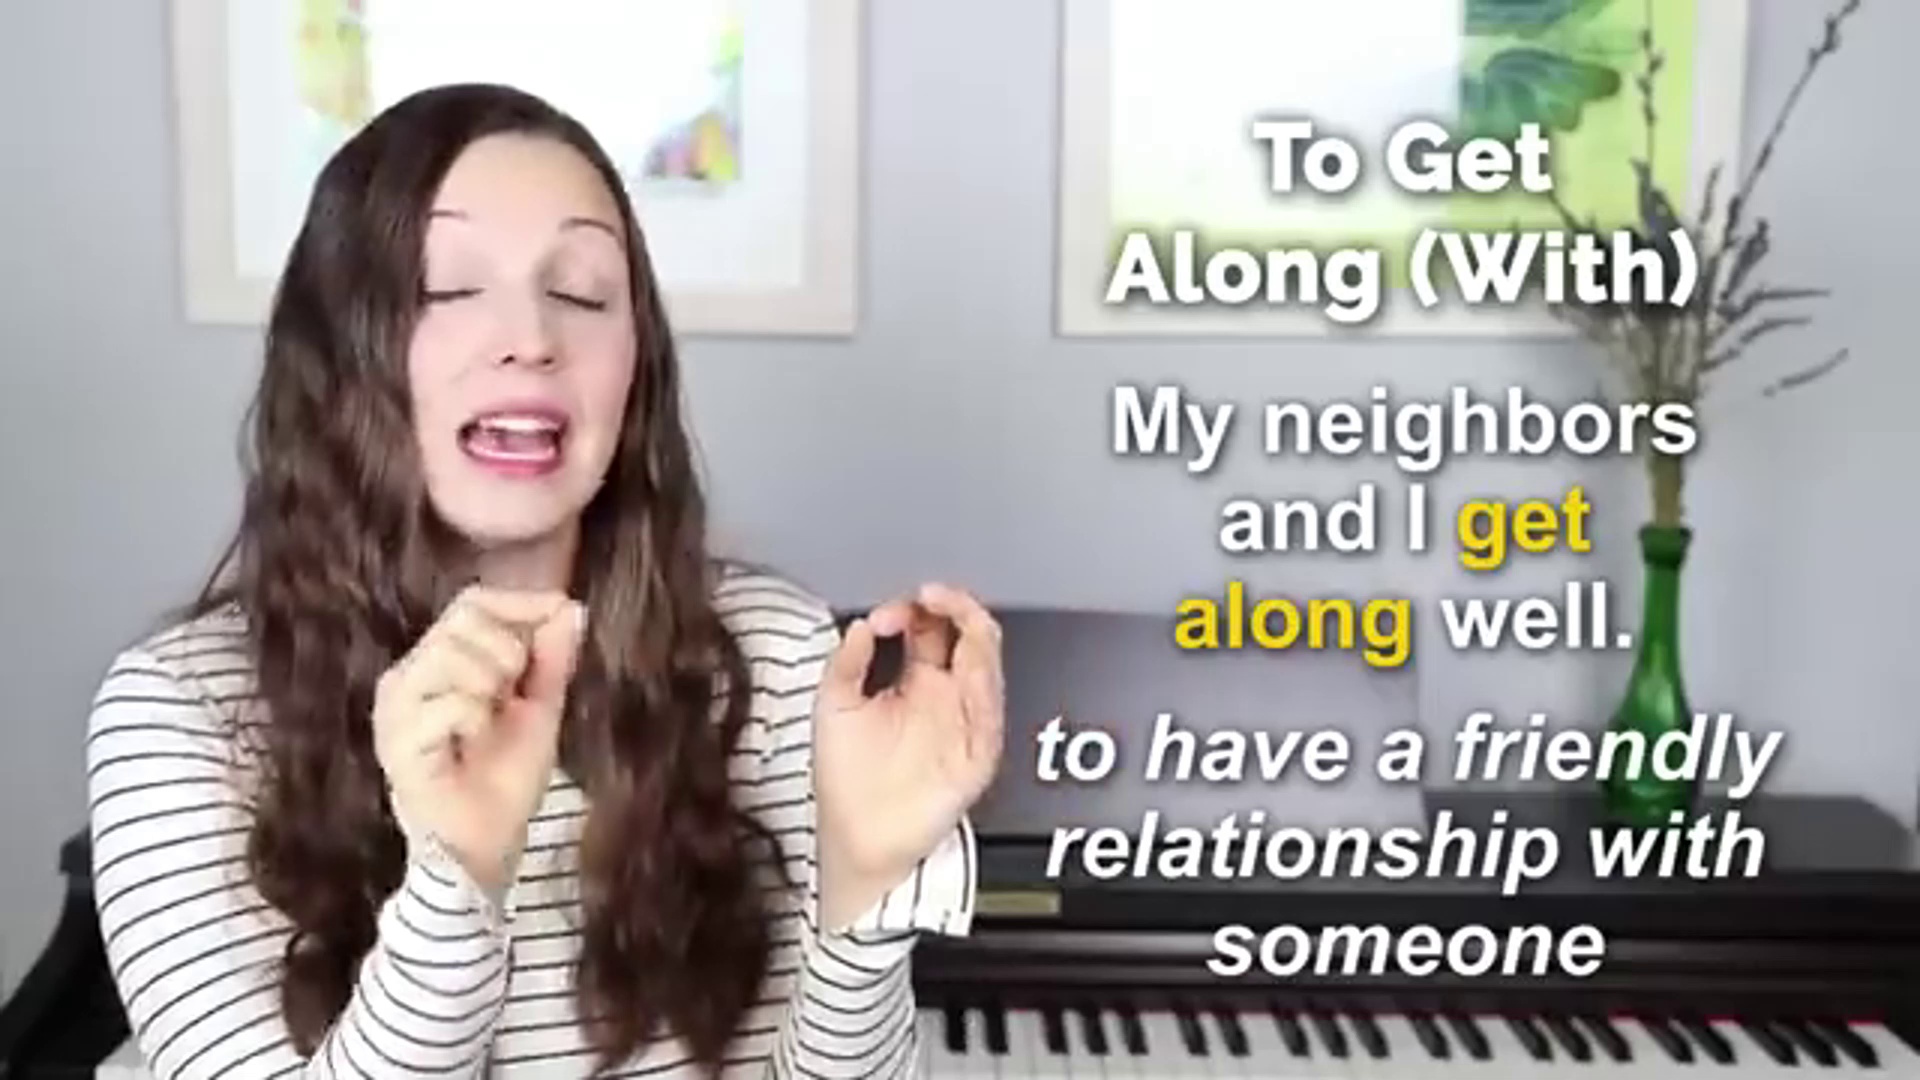 To Get
Along (With)
My neighbors
and I get
along well.
to have a friendly
relationship with
someone